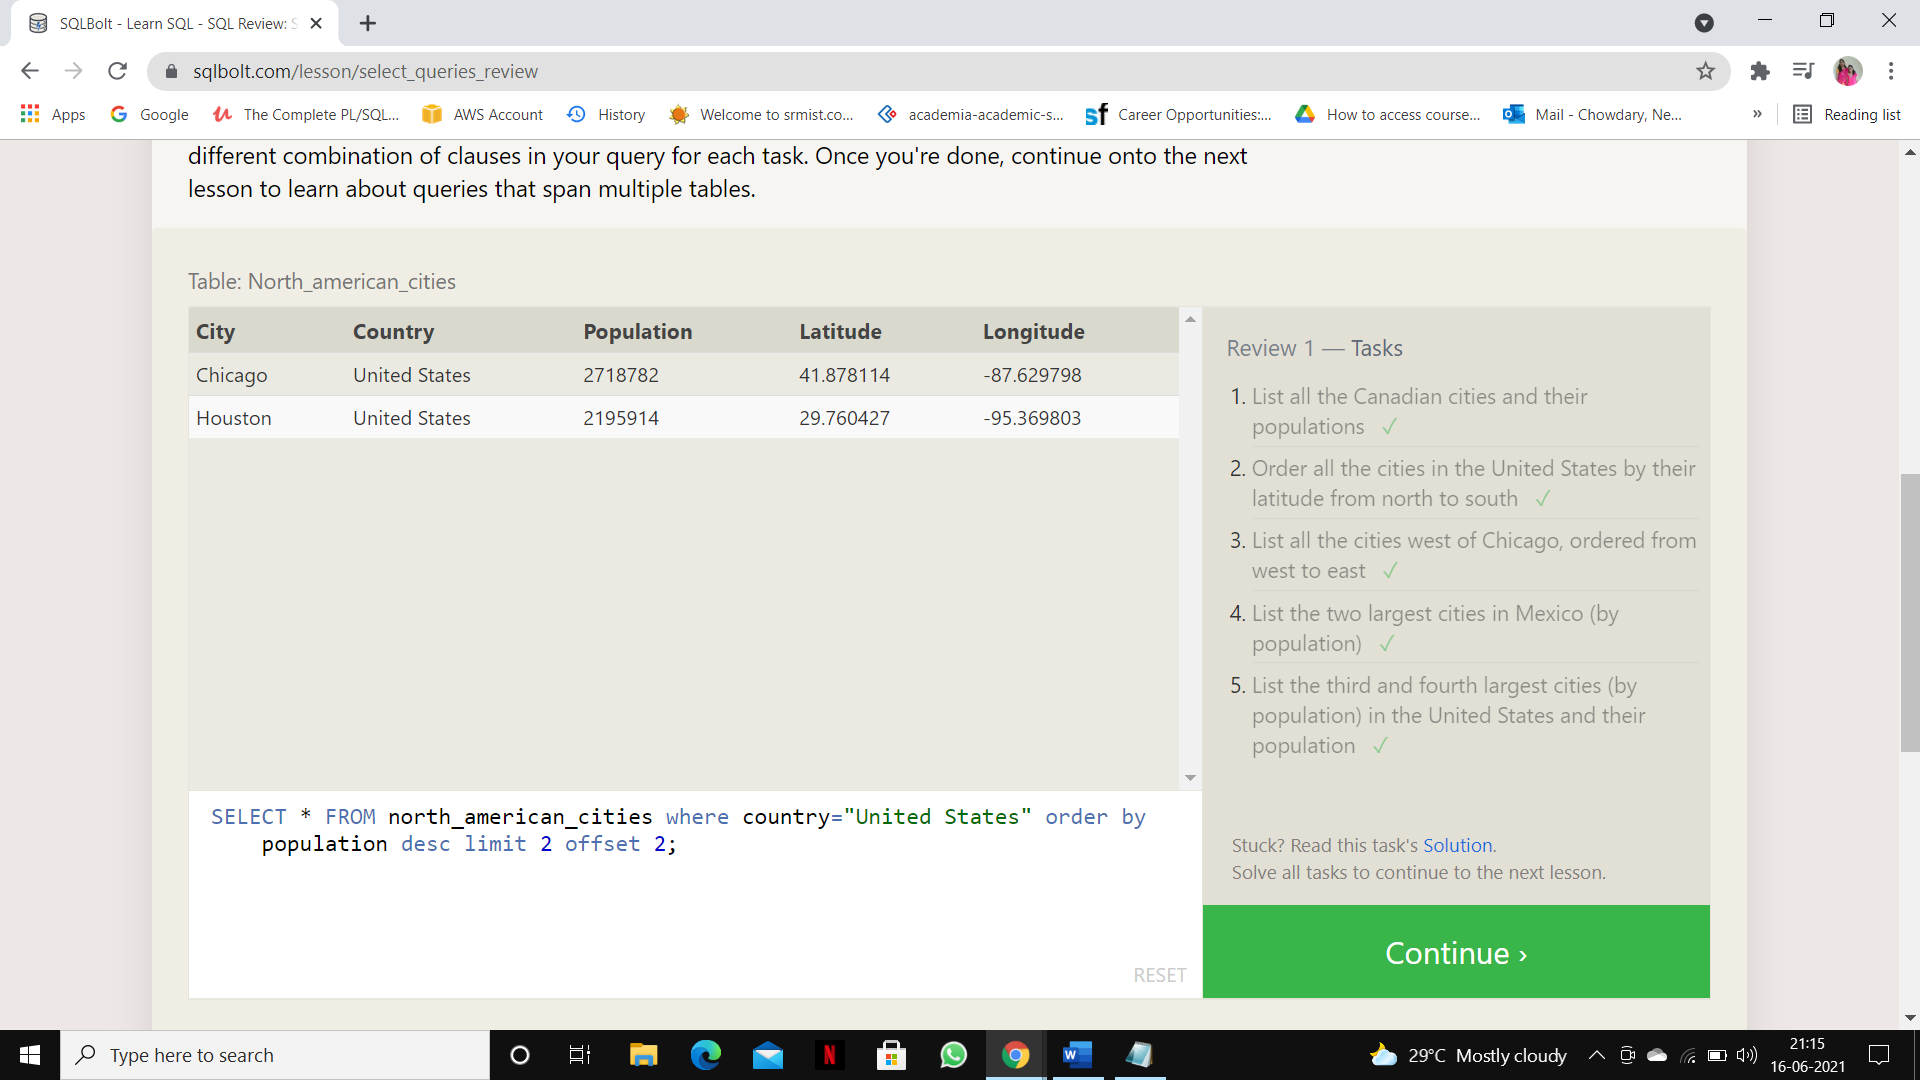 SQLBolt - Learn SQL - SQL Review: S
sqlbolt.com/lesson/select_queries_review
Apps Google The Complete PL/SQL... AWS Account History Welcome to srmist.co... academia-academic-s... Career Opportunities:... How to access course... Mail - Chowdary, Ne... » Reading list
different combination of clauses in your query for each task. Once you're done, continue onto the next
lesson to learn about queries that span multiple tables.
Table: North_american_cities
City Country Population Latitude Longitude
Chicago United States 2718782 41.878114 -87.629798
Houston United States 2195914 29.760427 -95.369803
SELECT * FROM north_american_cities where country="United States" order by
population desc limit 2 offset 2;
RESET
Review 1 — Tasks
1. List all the Canadian cities and their
populations ✓
2. Order all the cities in the United States by their
latitude from north to south ✓
3. List all the cities west of Chicago, ordered from
west to east ✓
4. List the two largest cities in Mexico (by
population) ✓
5. List the third and fourth largest cities (by
population) in the United States and their
population ✓
Stuck? Read this task's Solution.
Solve all tasks to continue to the next lesson.
Continue ›
Type here to search
29°C Mostly cloudy
21:15
16-06-2021